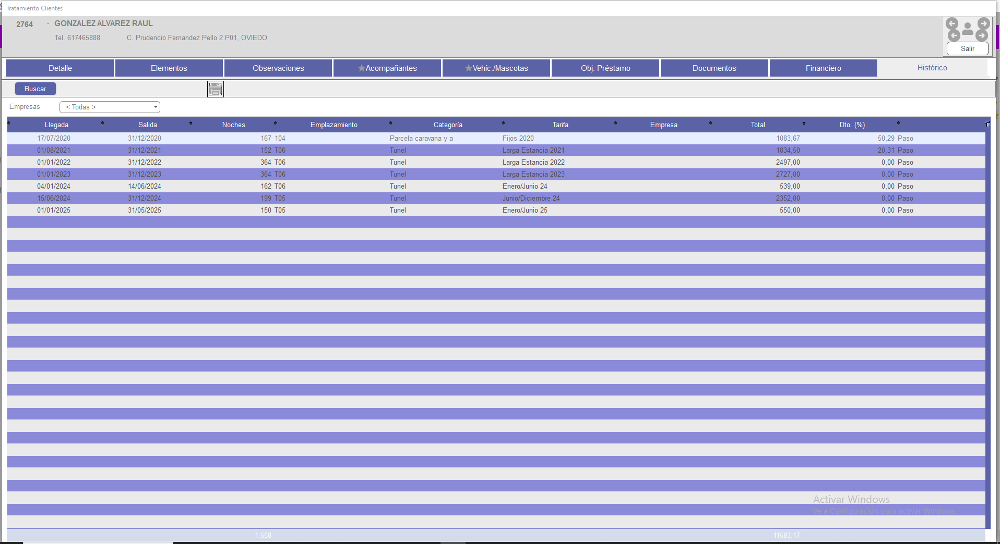 Tratamiento Clientes
2764 - GONZALEZ ALVAREZ RAUL
Tel. 617465888 C. Prudencio Fernandez Pello 2 P01, OVIEDO
Salir
Detalle Elementos Observaciones Acompañantes Vehíc./Mascotas Obj. Préstamo Documentos Financiero Histórico
Buscar
Empresas < Todas >
Llegada Salida Noches Emplazamiento Categoría Tarifa Empresa Total Dto. (%)
17/07/2020 31/12/2020 167 104 Parcela caravana y a Fijos 2020 1083,67 50,29 Paso
01/08/2021 31/12/2021 152 T06 Tunel Larga Estancia 2021 1834,50 20,31 Paso
01/01/2022 31/12/2022 364 T06 Tunel Larga Estancia 2022 2497,00 0,00 Paso
01/01/2023 31/12/2023 364 T06 Tunel Larga Estancia 2023 2727,00 0,00 Paso
04/01/2024 14/06/2024 162 T06 Tunel Enero/Junio 24 539,00 0,00 Paso
15/06/2024 31/12/2024 199 T05 Tunel Junio/Diciembre 24 2352,00 0,00 Paso
01/01/2025 31/05/2025 150 T05 Tunel Enero/Junio 25 550,00 0,00 Paso
Activar Windows
Ve a Configuración para activar Windows.
1.558 11583,17